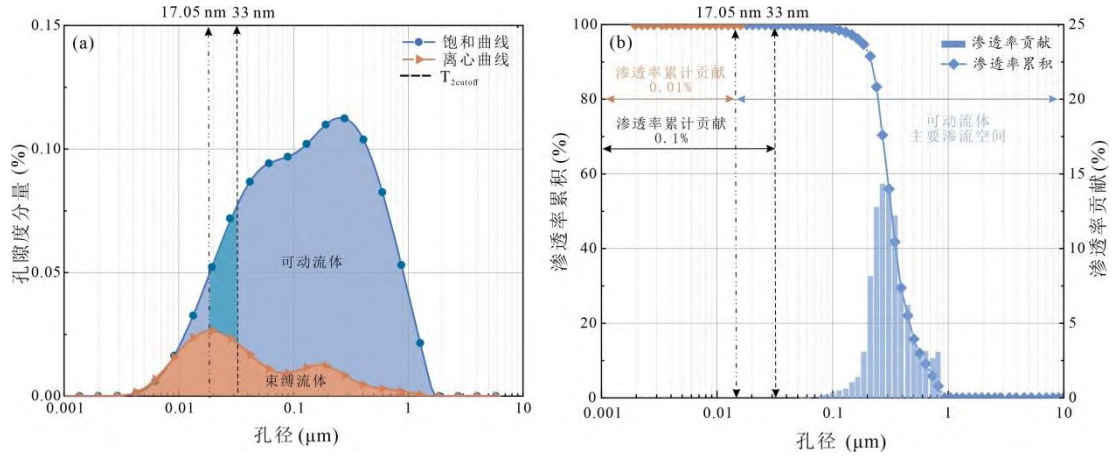 17.05 nm 33 nm
(a)
饱和曲线
离心曲线
T2cutoff
可动流体
束缚流体
孔隙度分量 (%)
0.10
0.05
0.00
0.001 0.01 0.1 1 10
孔径 (μm)
17.05 nm 33 nm
(b)
渗透率贡献
渗透率累积
渗透率累计贡献
0.01%
渗透率累计贡献
0.1%
可动流体
主要渗流空间
渗透率累积 (%)
100
80
60
40
20
0
渗透率贡献 (%)
25
20
15
10
5
0
0.001 0.01 0.1 1 10
孔径 (μm)